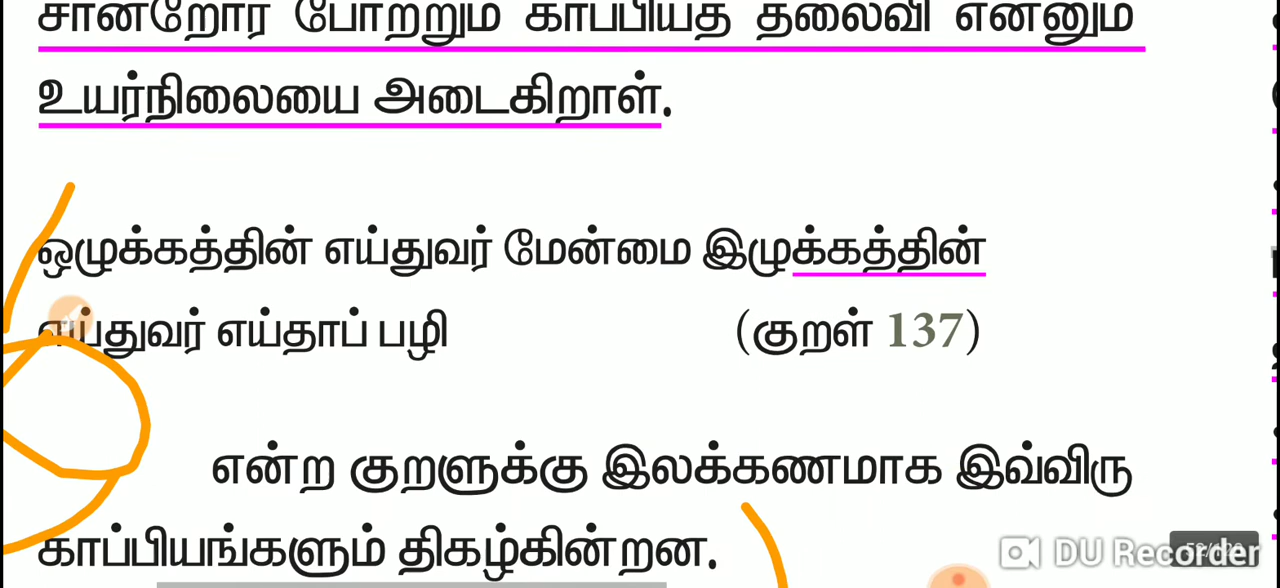 சான்றோர் போற்றும் காப்பியத் தலைவி என்னும்
உயர்நிலையை அடைகிறாள்.
ஒழுக்கத்தின் எய்துவர் மேன்மை இழுக்கத்தின்
எய்துவர் எய்தாப் பழி (குறள் 137)
என்ற குறளுக்கு இலக்கணமாக இவ்விரு
காப்பியங்களும் திகழ்கின்றன.
DU Recorder